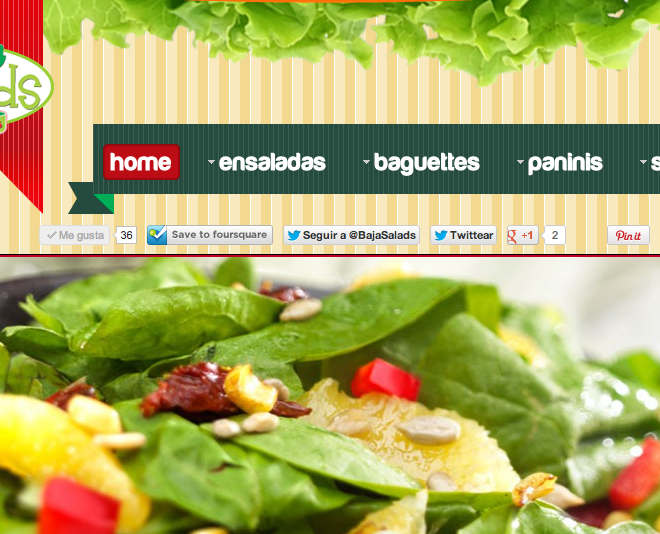 ds
home ensaladas baguettes paninis s
Me gusta 36 Save to foursquare Seguir a @BajaSalads Twittear g +1 2 Pin it